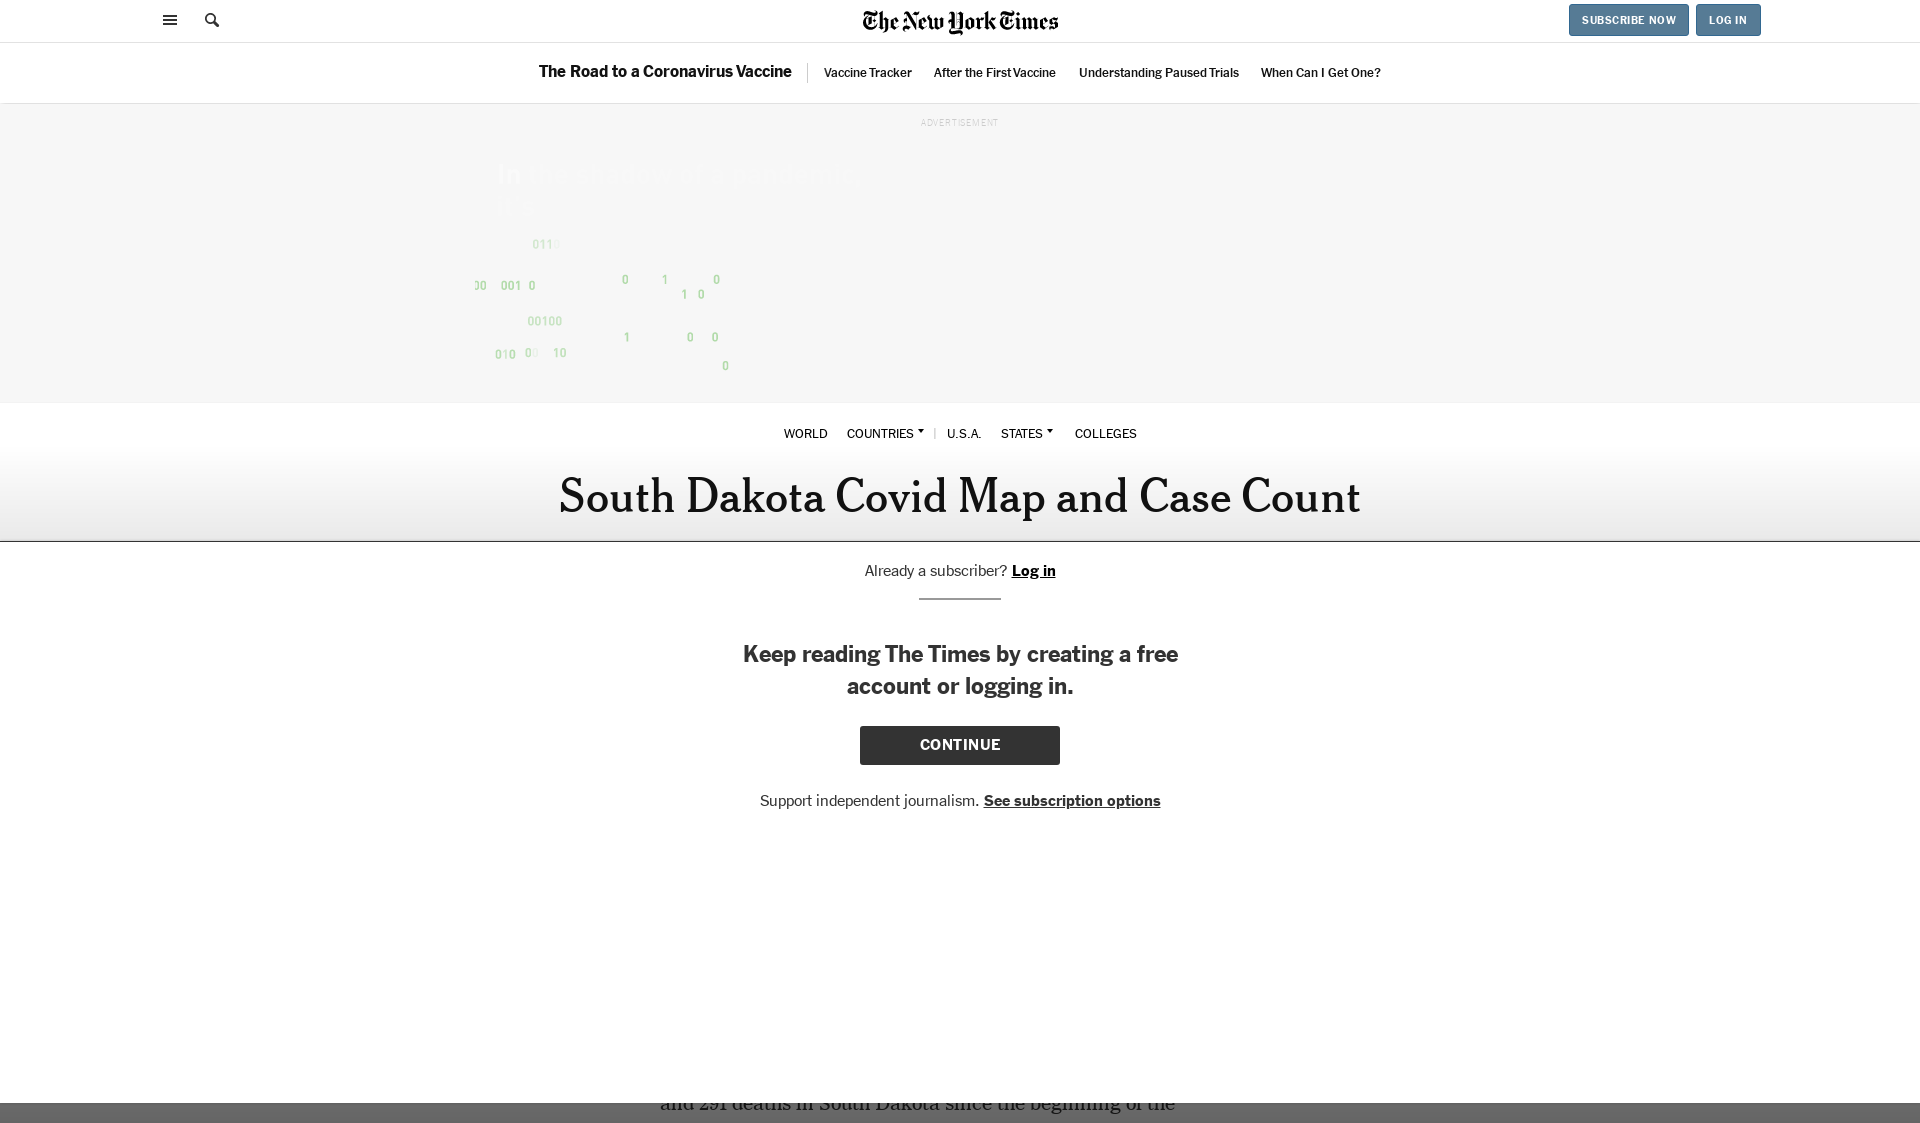 The New York Times
SUBSCRIBE NOW
LOG IN
The Road to a Coronavirus Vaccine
Vaccine Tracker
After the First Vaccine
Understanding Paused Trials
When Can I Get One?
ADVERTISEMENT
In
011
00 001 0
0 1 0
1 0
00100
1 0 0
010 00 10
0
WORLD COUNTRIES | U.S.A. STATES COLLEGES
South Dakota Covid Map and Case Count
Already a subscriber? Log in
Keep reading The Times by creating a free
account or logging in.
CONTINUE
Support independent journalism. See subscription options
and 291 deaths in South Dakota since the beginning of the